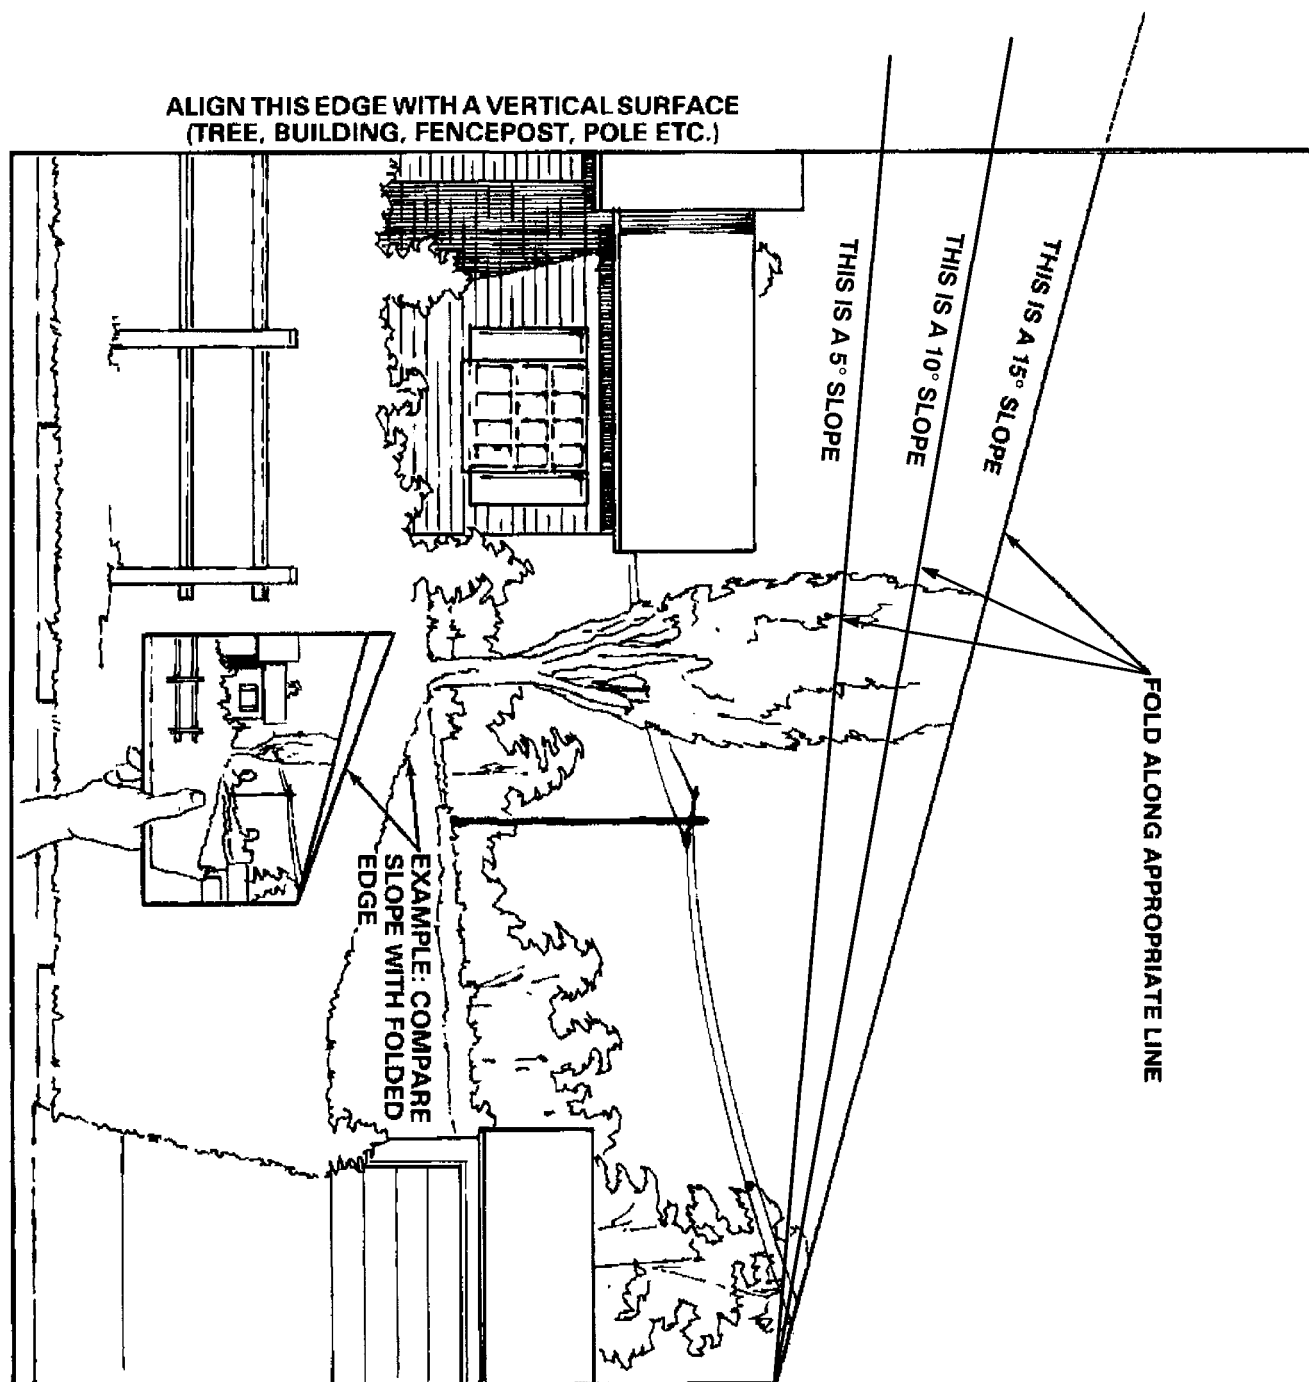 ALIGN THIS EDGE WITH A VERTICAL SURFACE
(TREE, BUILDING, FENCEPOST, POLE ETC.)
THIS IS A 5° SLOPE
THIS IS A 10° SLOPE
THIS IS A 15° SLOPE
FOLD ALONG APPROPRIATE LINE
EXAMPLE: COMPARE
SLOPE WITH FOLDED
EDGE